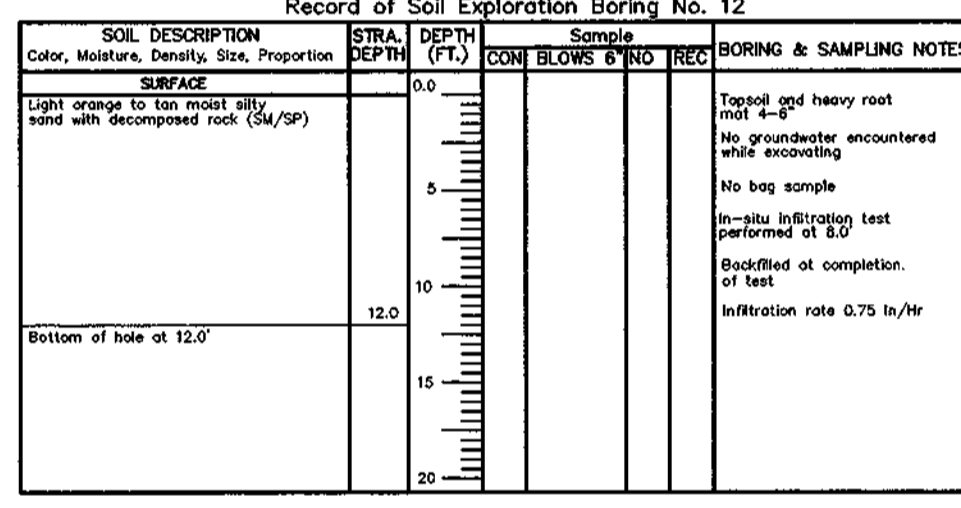 Record of Soil Exploration Boring No. 12
SOIL DESCRIPTION
Color, Moisture, Density, Size, Proportion
STRA.
DEPTH
DEPTH
(FT.)
Sample
CON BLOWS 6" NO REC
BORING & SAMPLING NOTES
SURFACE
0.0
Light orange to tan moist silty
sand with decomposed rock (SM/SP)
Topsoil and heavy root
mat 4-6"
No groundwater encountered
while excavating
5
No bag sample
In-situ infiltration test
performed at 8.0'
Backfilled at completion.
of test
10
12.0
Infiltration rate 0.75 In/Hr
Bottom of hole at 12.0'
15
20